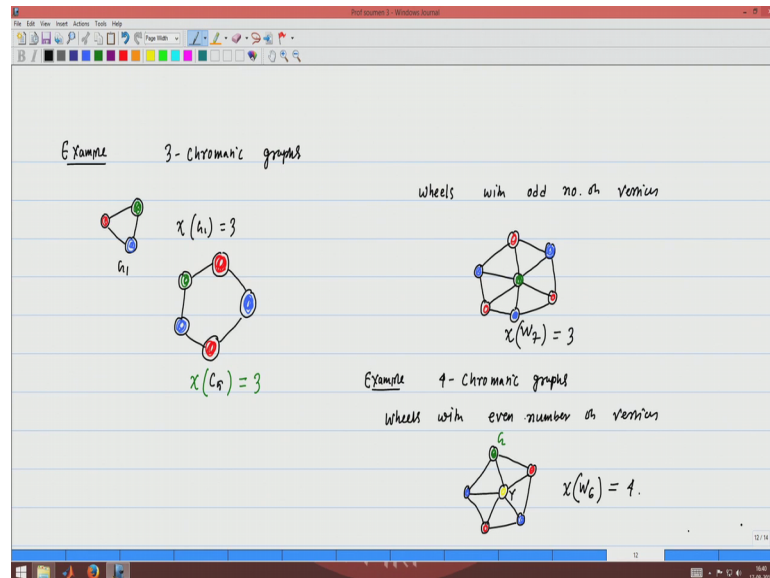 Prof soumen 3 - Windows Journal
File Edit View Insert Actions Tools Help
Page Width
B I
Example 3 - Chromatic graphs
G1
χ(G1) = 3
χ(C5) = 3
Wheels with odd no. of vertices
χ(W7) = 3
Example 4 - Chromatic graphs
Wheels with even number of vertices
G
Y
χ(W6) = 4.
12 / 14
12
16:40